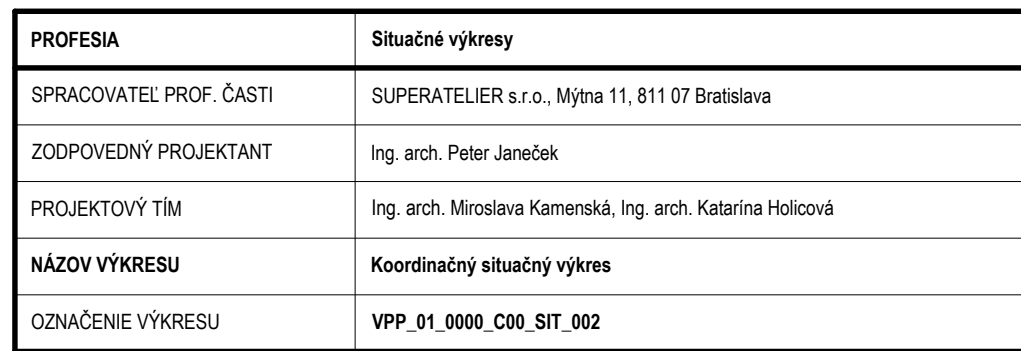 PROFESIA Situačné výkresy
SPRACOVATEĽ PROF. ČASTI SUPERATELIER s.r.o., Mýtna 11, 811 07 Bratislava
ZODPOVEDNÝ PROJEKTANT Ing. arch. Peter Janeček
PROJEKTOVÝ TÍM Ing. arch. Miroslava Kamenská, Ing. arch. Katarína Holicová
NÁZOV VÝKRESU Koordinačný situačný výkres
OZNAČENIE VÝKRESU VPP_01_0000_C00_SIT_002